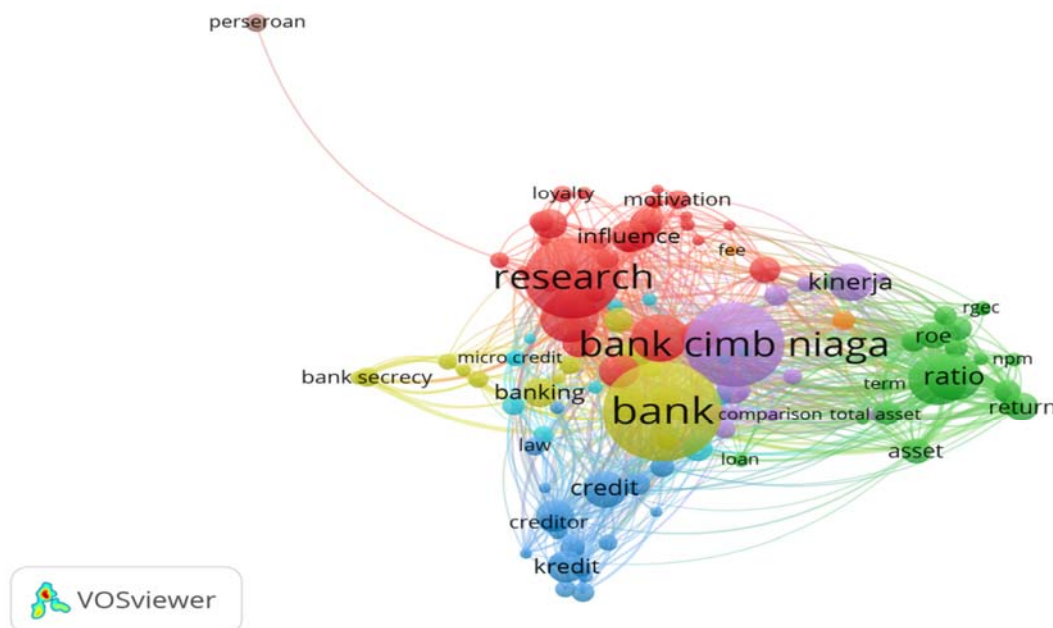 perseroan
loyalty
motivation
influence
fee
research
kinerja
rgec
roe
bank cimb niaga
micro credit
npm
bank secrecy
term
ratio
banking
bank
comparison
total asset
return
law
loan
asset
credit
creditor
kredit
VOSviewer